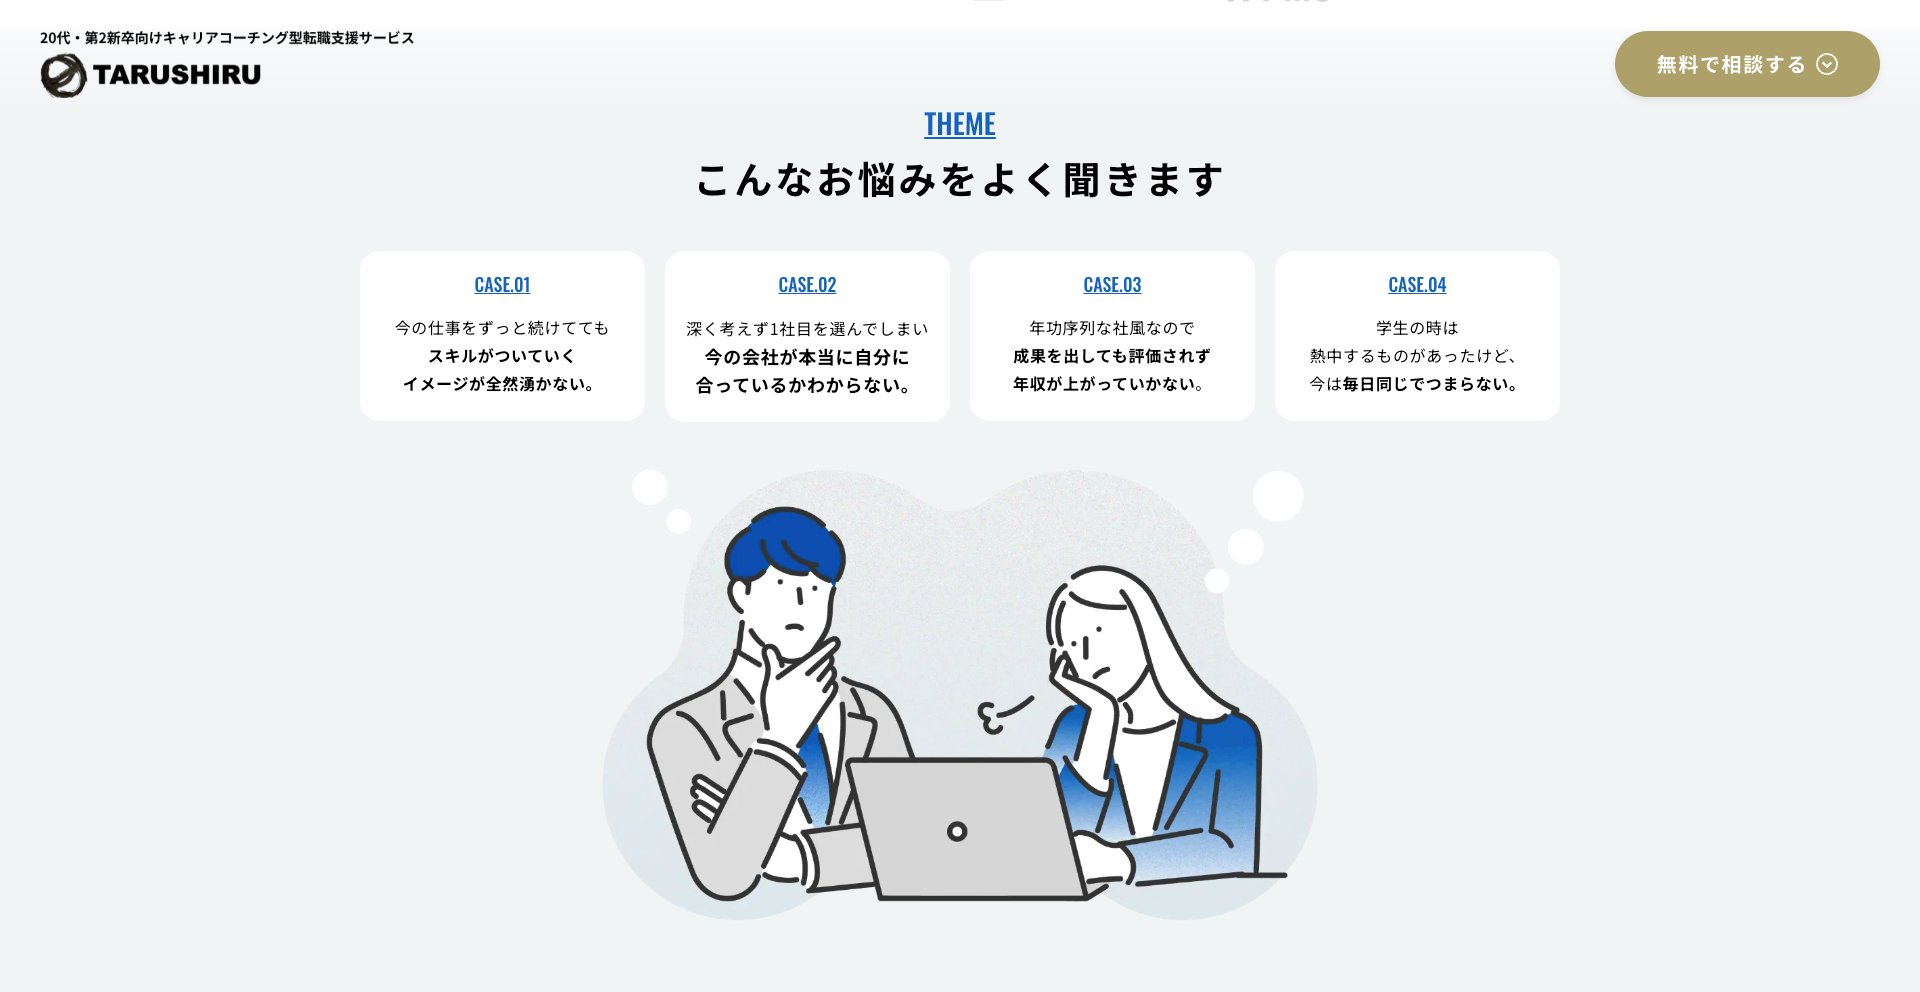 20代・第2新卒向けキャリアコーチング型転職支援サービス
TARUSHIRU
無料で相談する
THEME
こんなお悩みをよく聞きます
CASE.01
今の仕事をずっと続けてても
スキルがついていく
イメージが全然湧かない。
CASE.02
深く考えず1社目を選んでしまい
今の会社が本当に自分に
合っているかわからない。
CASE.03
年功序列な社風なので
成果を出しても評価されず
年収が上がっていかない。
CASE.04
学生の時は
熱中するものがあったけど、
今は毎日同じでつまらない。